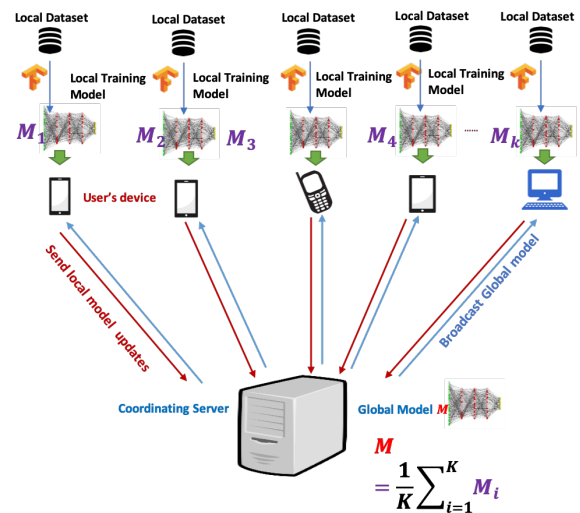 Local Dataset
Local Dataset
Local Dataset
Local Dataset
Local Dataset
Local Training
Model
Local Training
Model
Local Training
Model
Local Training
Model
M₁
M₂
M₃
M₄
......
Mₖ
User's device
Send local model updates
Broadcast Global model
Coordinating Server
Global Model M
M
= 1/K ∑ᵢ₌₁ᴷ Mᵢ